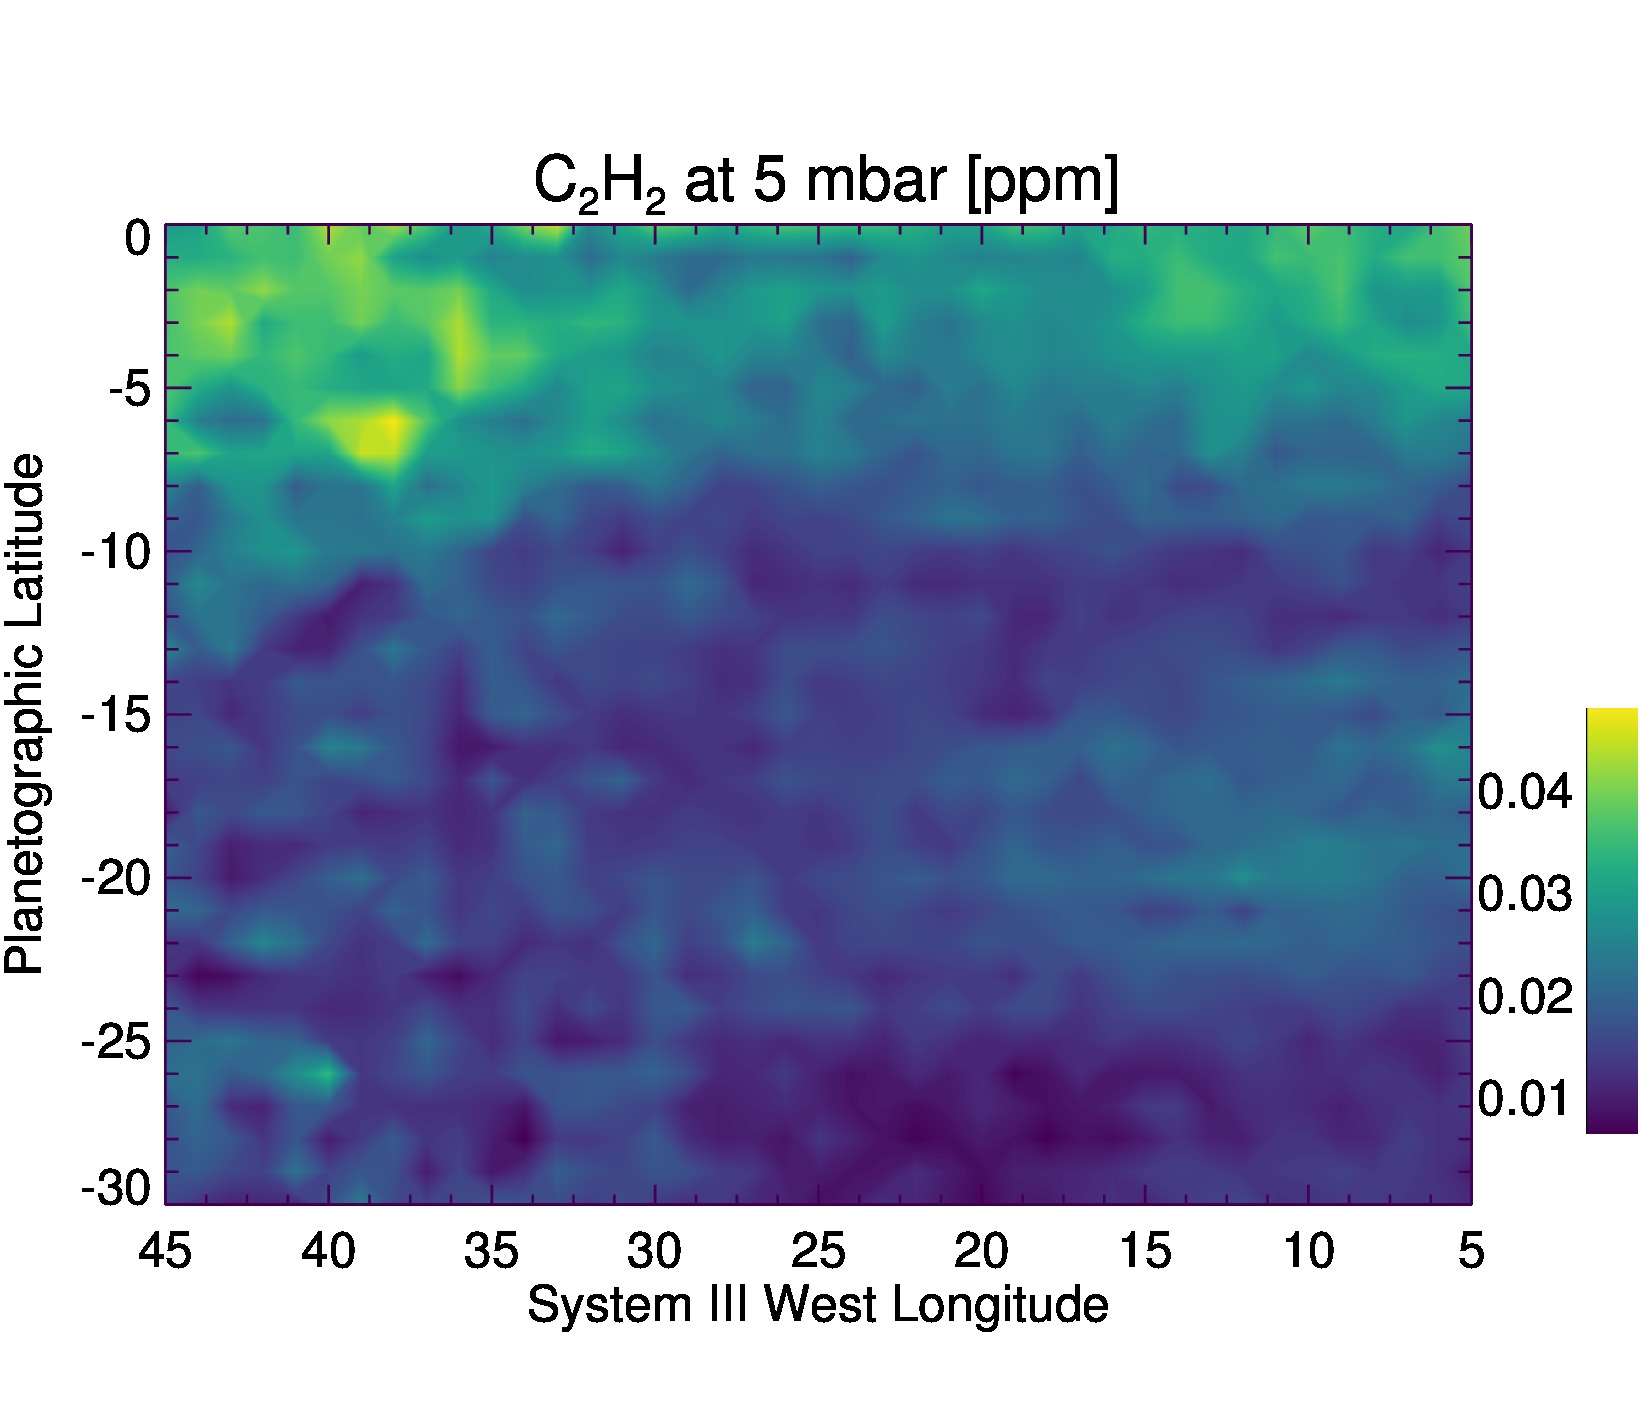 C₂H₂ at 5 mbar [ppm]
0
-5
-10
-15
-20
-25
-30
Planetographic Latitude
45 40 35 30 25 20 15 10 5
System III West Longitude
0.04
0.03
0.02
0.01